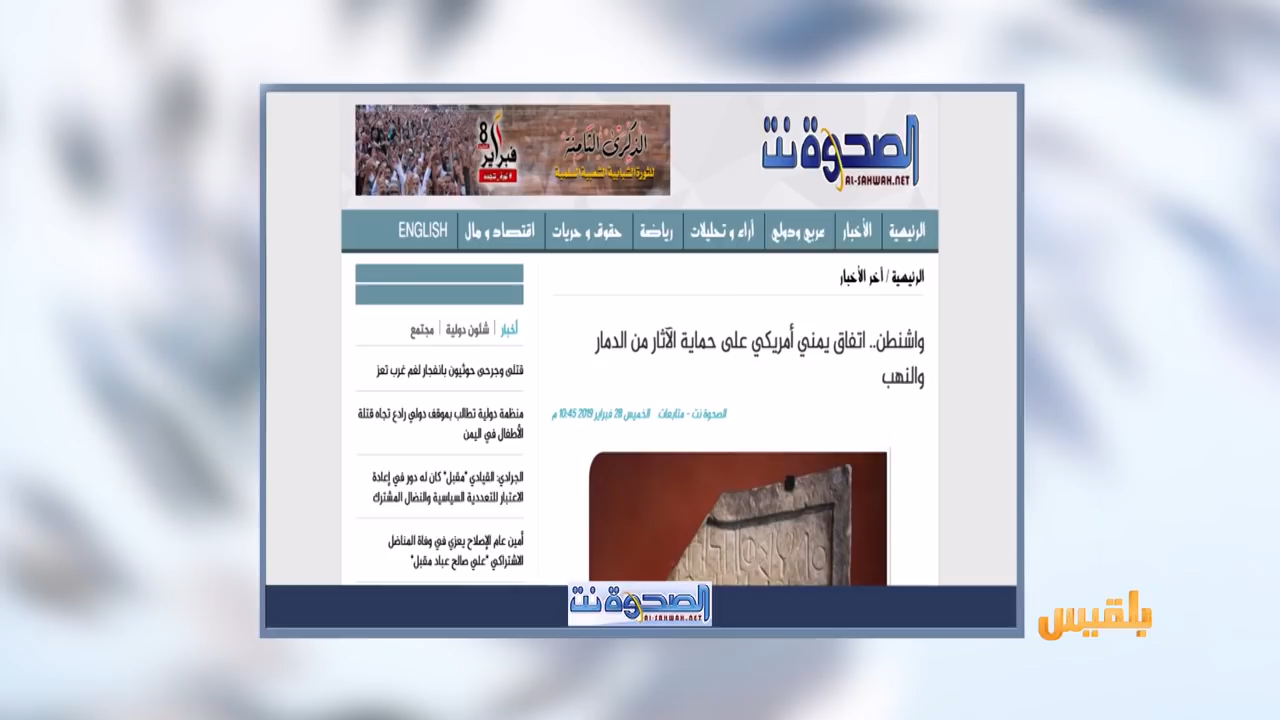 الذكرى الثامنة
للثورة الشبابية الشعبية السلمية
8
فبراير
الصحوة نت
AL-SAHWAH.NET
الرئيسية
الأخبار
عربي ودولي
آراء و تحليلات
رياضة
حقوق و حريات
اقتصاد و مال
ENGLISH
الرئيسية / أخر الأخبار
واشنطن.. اتفاق يمني أمريكي على حماية الآثار من الدمار
والنهب
الصحوة نت - متابعات الخميس 28 فبراير 2019 10:45 م
أخبار | شئون دولية | مجتمع
قتلى وجرحى حوثيون بانفجار لغم غرب تعز
منظمة دولية تطالب بموقف دولي رادع تجاه قتلة
الأطفال في اليمن
الجرادي: القيادي "مقبل" كان له دور في إعادة
الاعتبار للتعددية السياسية والنضال المشترك
أمين عام الإصلاح يعزي في وفاة المناضل
الاشتراكي "علي صالح عباد مقبل"
الصحوة نت
AL-SAHWAH.NET
بلقيس